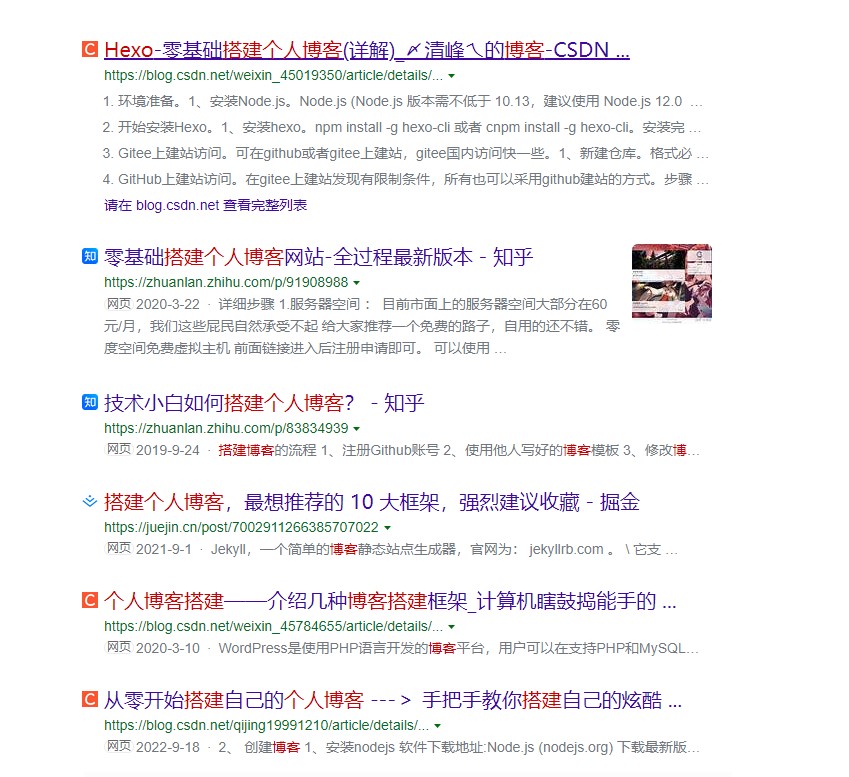 Hexo-零基础搭建个人博客(详解)_〆清峰ㄟ的博客-CSDN ...
https://blog.csdn.net/weixin_45019350/article/details/...
1. 环境准备。1、安装Node.js。Node.js (Node.js 版本需不低于 10.13，建议使用 Node.js 12.0 ...
2. 开始安装Hexo。1、安装hexo。npm install -g hexo-cli 或者 cnpm install -g hexo-cli。安装完 ...
3. Gitee上建站访问。可在github或者gitee上建站，gitee国内访问快一些。1、新建仓库。格式必 ...
4. GitHub上建站访问。在gitee上建站发现有限制条件，所有也可以采用github建站的方式。步骤 ...
请在 blog.csdn.net 查看完整列表
知 零基础搭建个人博客网站-全过程最新版本 - 知乎
https://zhuanlan.zhihu.com/p/91908988
网页 2020-3-22 · 详细步骤 1.服务器空间 ： 目前市面上的服务器空间大部分在60
元/月，我们这些屁民自然承受不起 给大家推荐一个免费的路子，自用的还不错。 零
度空间免费虚拟主机 前面链接进入后注册申请即可。 可以使用 ...
知 技术小白如何搭建个人博客？ - 知乎
https://zhuanlan.zhihu.com/p/83834939
网页 2019-9-24 · 搭建博客的流程 1、注册Github账号 2、使用他人写好的博客模板 3、修改博...
搭建个人博客，最想推荐的 10 大框架，强烈建议收藏 - 掘金
https://juejin.cn/post/7002911266385707022
网页 2021-9-1 · Jekyll，一个简单的博客静态站点生成器，官网为： jekyllrb.com 。 \ 它支 ...
个人博客搭建——介绍几种博客搭建框架_计算机瞎鼓捣能手的 ...
https://blog.csdn.net/weixin_45784655/article/details/...
网页 2020-3-10 · WordPress是使用PHP语言开发的博客平台，用户可以在支持PHP和MySQL...
从零开始搭建自己的个人博客 ---＞ 手把手教你搭建自己的炫酷 ...
https://blog.csdn.net/qijing19991210/article/details/...
网页 2022-9-18 · 2、 创建博客 1、安装nodejs 软件下载地址:Node.js (nodejs.org) 下载最新版...